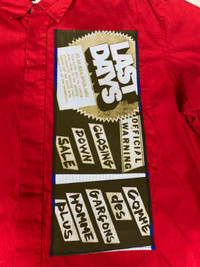 LAST
DAYS
OFFICIAL
WARNING
CLOSING
DOWN
SALE
COMME
des
GARÇONS
HOMME
PLUS